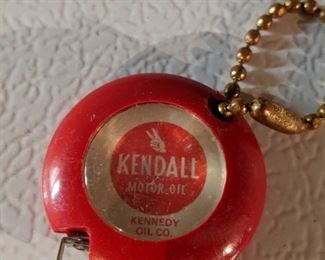 KENDALL
MOTOR OIL
KENNEDY
OIL CO.